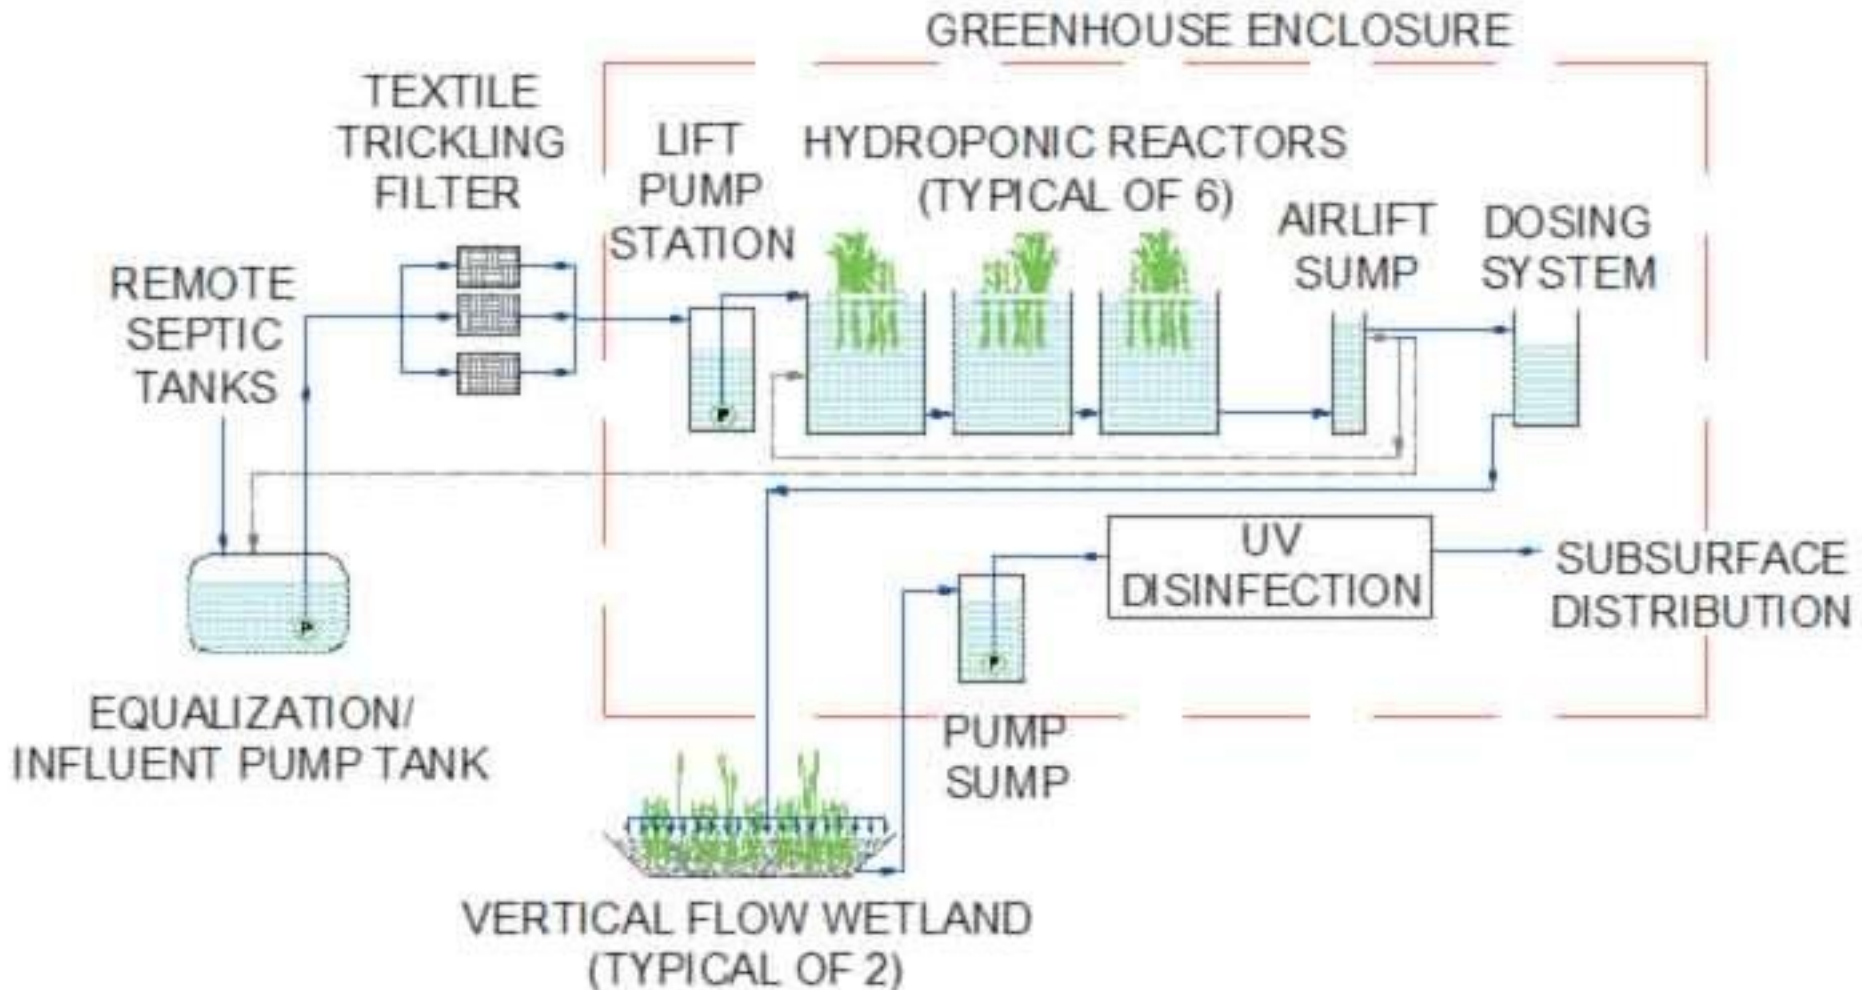 GREENHOUSE ENCLOSURE
TEXTILE
TRICKLING
FILTER
LIFT
PUMP
STATION
HYDROPONIC REACTORS
(TYPICAL OF 6)
AIRLIFT
SUMP
DOSING
SYSTEM
REMOTE
SEPTIC
TANKS
P
P
UV
DISINFECTION
SUBSURFACE
DISTRIBUTION
P
EQUALIZATION/
INFLUENT PUMP TANK
PUMP
SUMP
VERTICAL FLOW WETLAND
(TYPICAL OF 2)